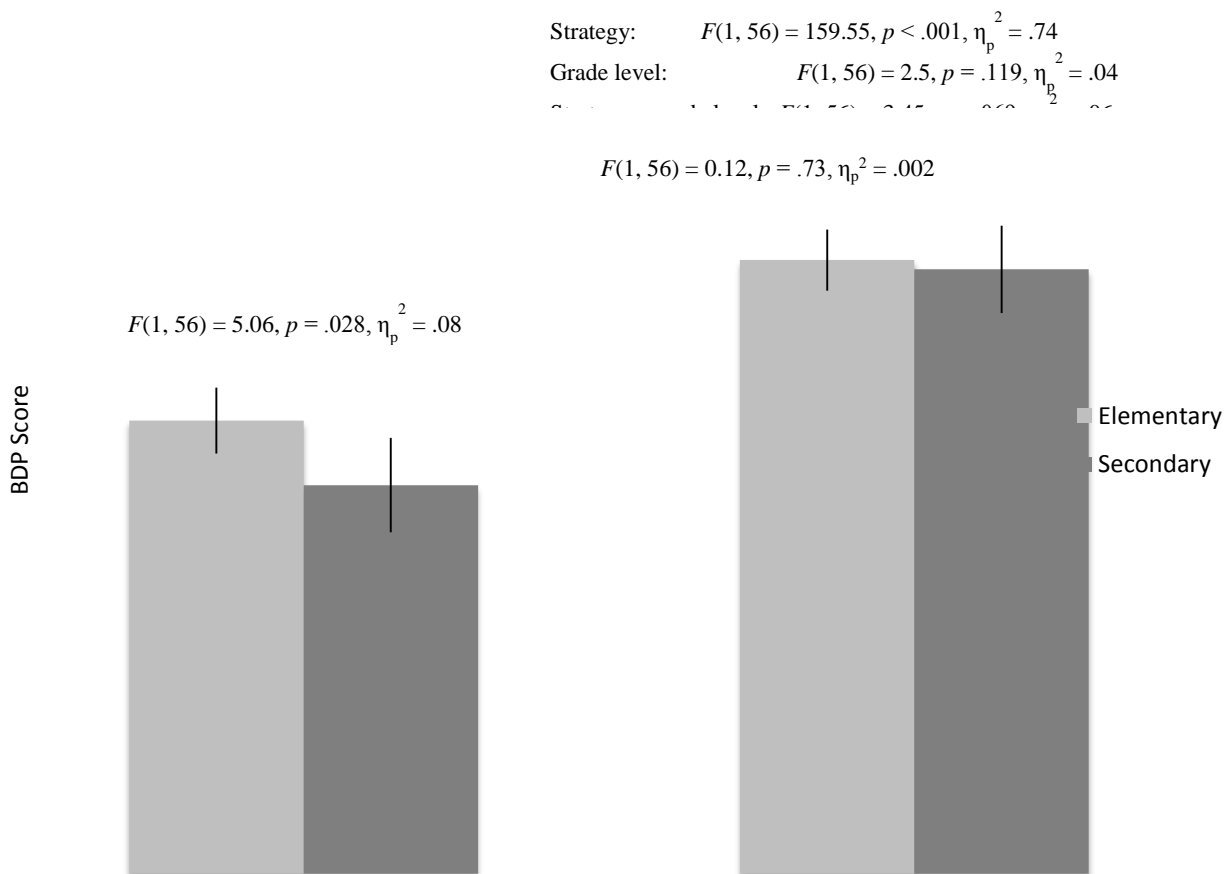 Strategy: F(1, 56) = 159.55, p < .001, ηp2 = .74
Grade level: F(1, 56) = 2.5, p = .119, ηp2 = .04
F(1, 56) = 0.12, p = .73, ηp2 = .002
F(1, 56) = 5.06, p = .028, ηp2 = .08
BDP Score
Elementary
Secondary